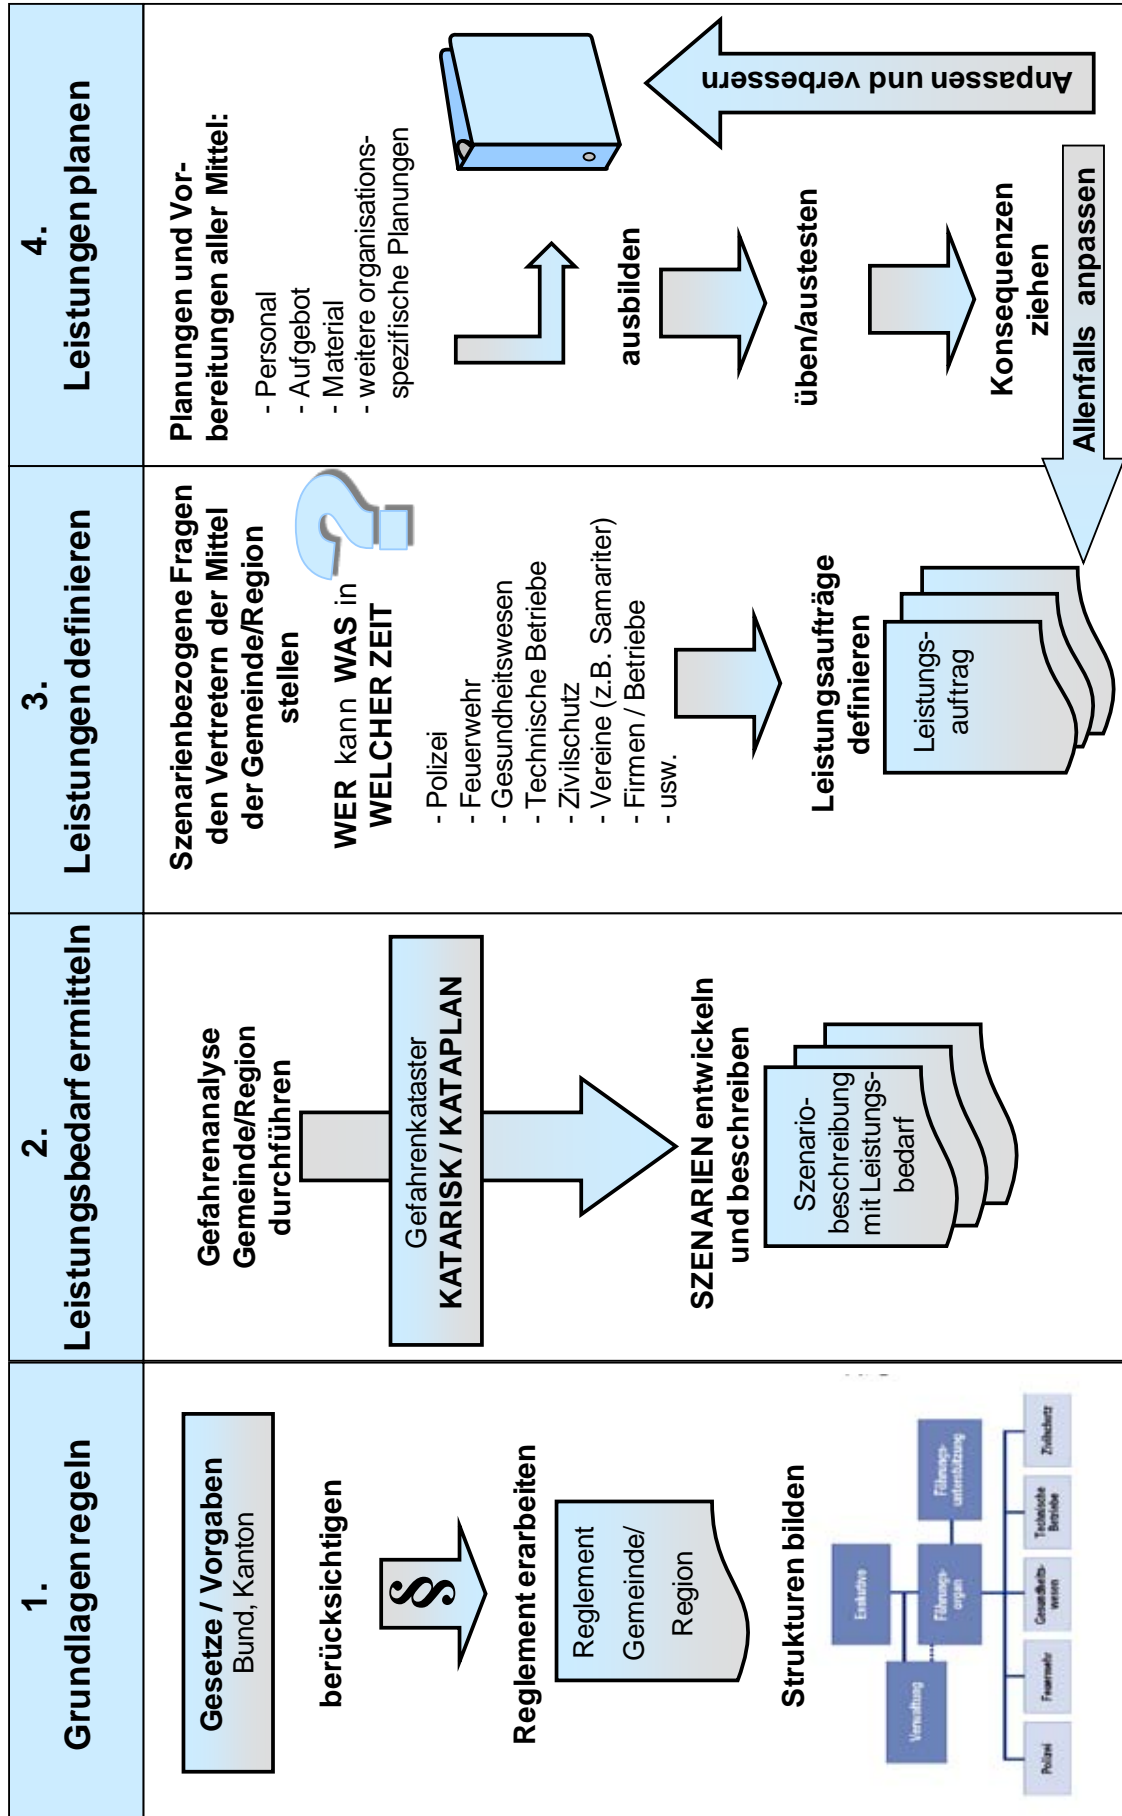 1.
Grundlagen regeln
Gesetze / Vorgaben
Bund, Kanton
berücksichtigen
§
Reglement erarbeiten
Reglement
Gemeinde/
Region
Strukturen bilden
Exekutive
Verwaltung
Führungs-
organ
Führungs-
unterstützung
Polizei
Feuerwehr
Gesundheits-
wesen
Technische
Betriebe
Zivilschutz
2.
Leistungsbedarf ermitteln
Gefahrenanalyse
Gemeinde/Region
durchführen
Gefahrenkataster
KATARISK / KATAPLAN
SZENARIEN entwickeln
und beschreiben
Szenario-
beschreibung
mit Leistungs-
bedarf
3.
Leistungen definieren
Szenarienbezogene Fragen
den Vertretern der Mittel
der Gemeinde/Region
stellen
WER kann WAS in
WELCHER ZEIT
?
- Polizei
- Feuerwehr
- Gesundheitswesen
- Technische Betriebe
- Zivilschutz
- Vereine (z.B. Samariter)
- Firmen / Betriebe
- usw.
Leistungsaufträge
definieren
Leistungs-
auftrag
4.
Leistungen planen
Planungen und Vor-
bereitungen aller Mittel:
- Personal
- Aufgebot
- Material
- weitere organisations-
spezifische Planungen
ausbilden
üben/austesten
Konsequenzen
ziehen
Anpassen und verbessern
Allenfalls anpassen